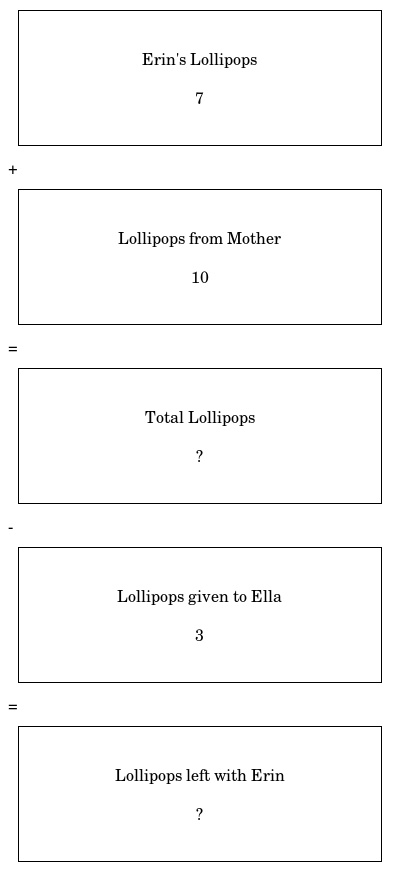 Erin's Lollipops
7
+
Lollipops from Mother
10
=
Total Lollipops
?
-
Lollipops given to Ella
3
=
Lollipops left with Erin
?